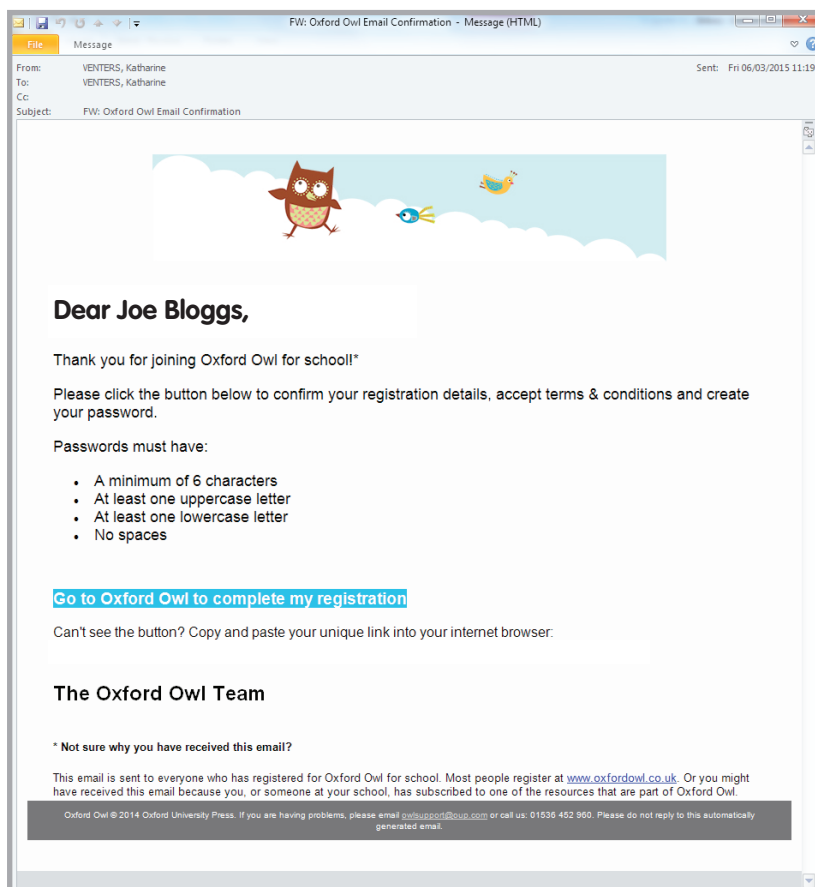 FW: Oxford Owl Email Confirmation - Message (HTML)
File Message
From: VENTERS, Katharine Sent: Fri 06/03/2015 11:19
To: VENTERS, Katharine
Cc:
Subject: FW: Oxford Owl Email Confirmation
Dear Joe Bloggs,
Thank you for joining Oxford Owl for school!*
Please click the button below to confirm your registration details, accept terms & conditions and create
your password.
Passwords must have:
• A minimum of 6 characters
• At least one uppercase letter
• At least one lowercase letter
• No spaces
Go to Oxford Owl to complete my registration
Can't see the button? Copy and paste your unique link into your internet browser:
The Oxford Owl Team
* Not sure why you have received this email?
This email is sent to everyone who has registered for Oxford Owl for school. Most people register at www.oxfordowl.co.uk. Or you might
have received this email because you, or someone at your school, has subscribed to one of the resources that are part of Oxford Owl.
Oxford Owl © 2014 Oxford University Press. If you are having problems, please email owlsupport@oup.com or call us: 01536 452 960. Please do not reply to this automatically
generated email.